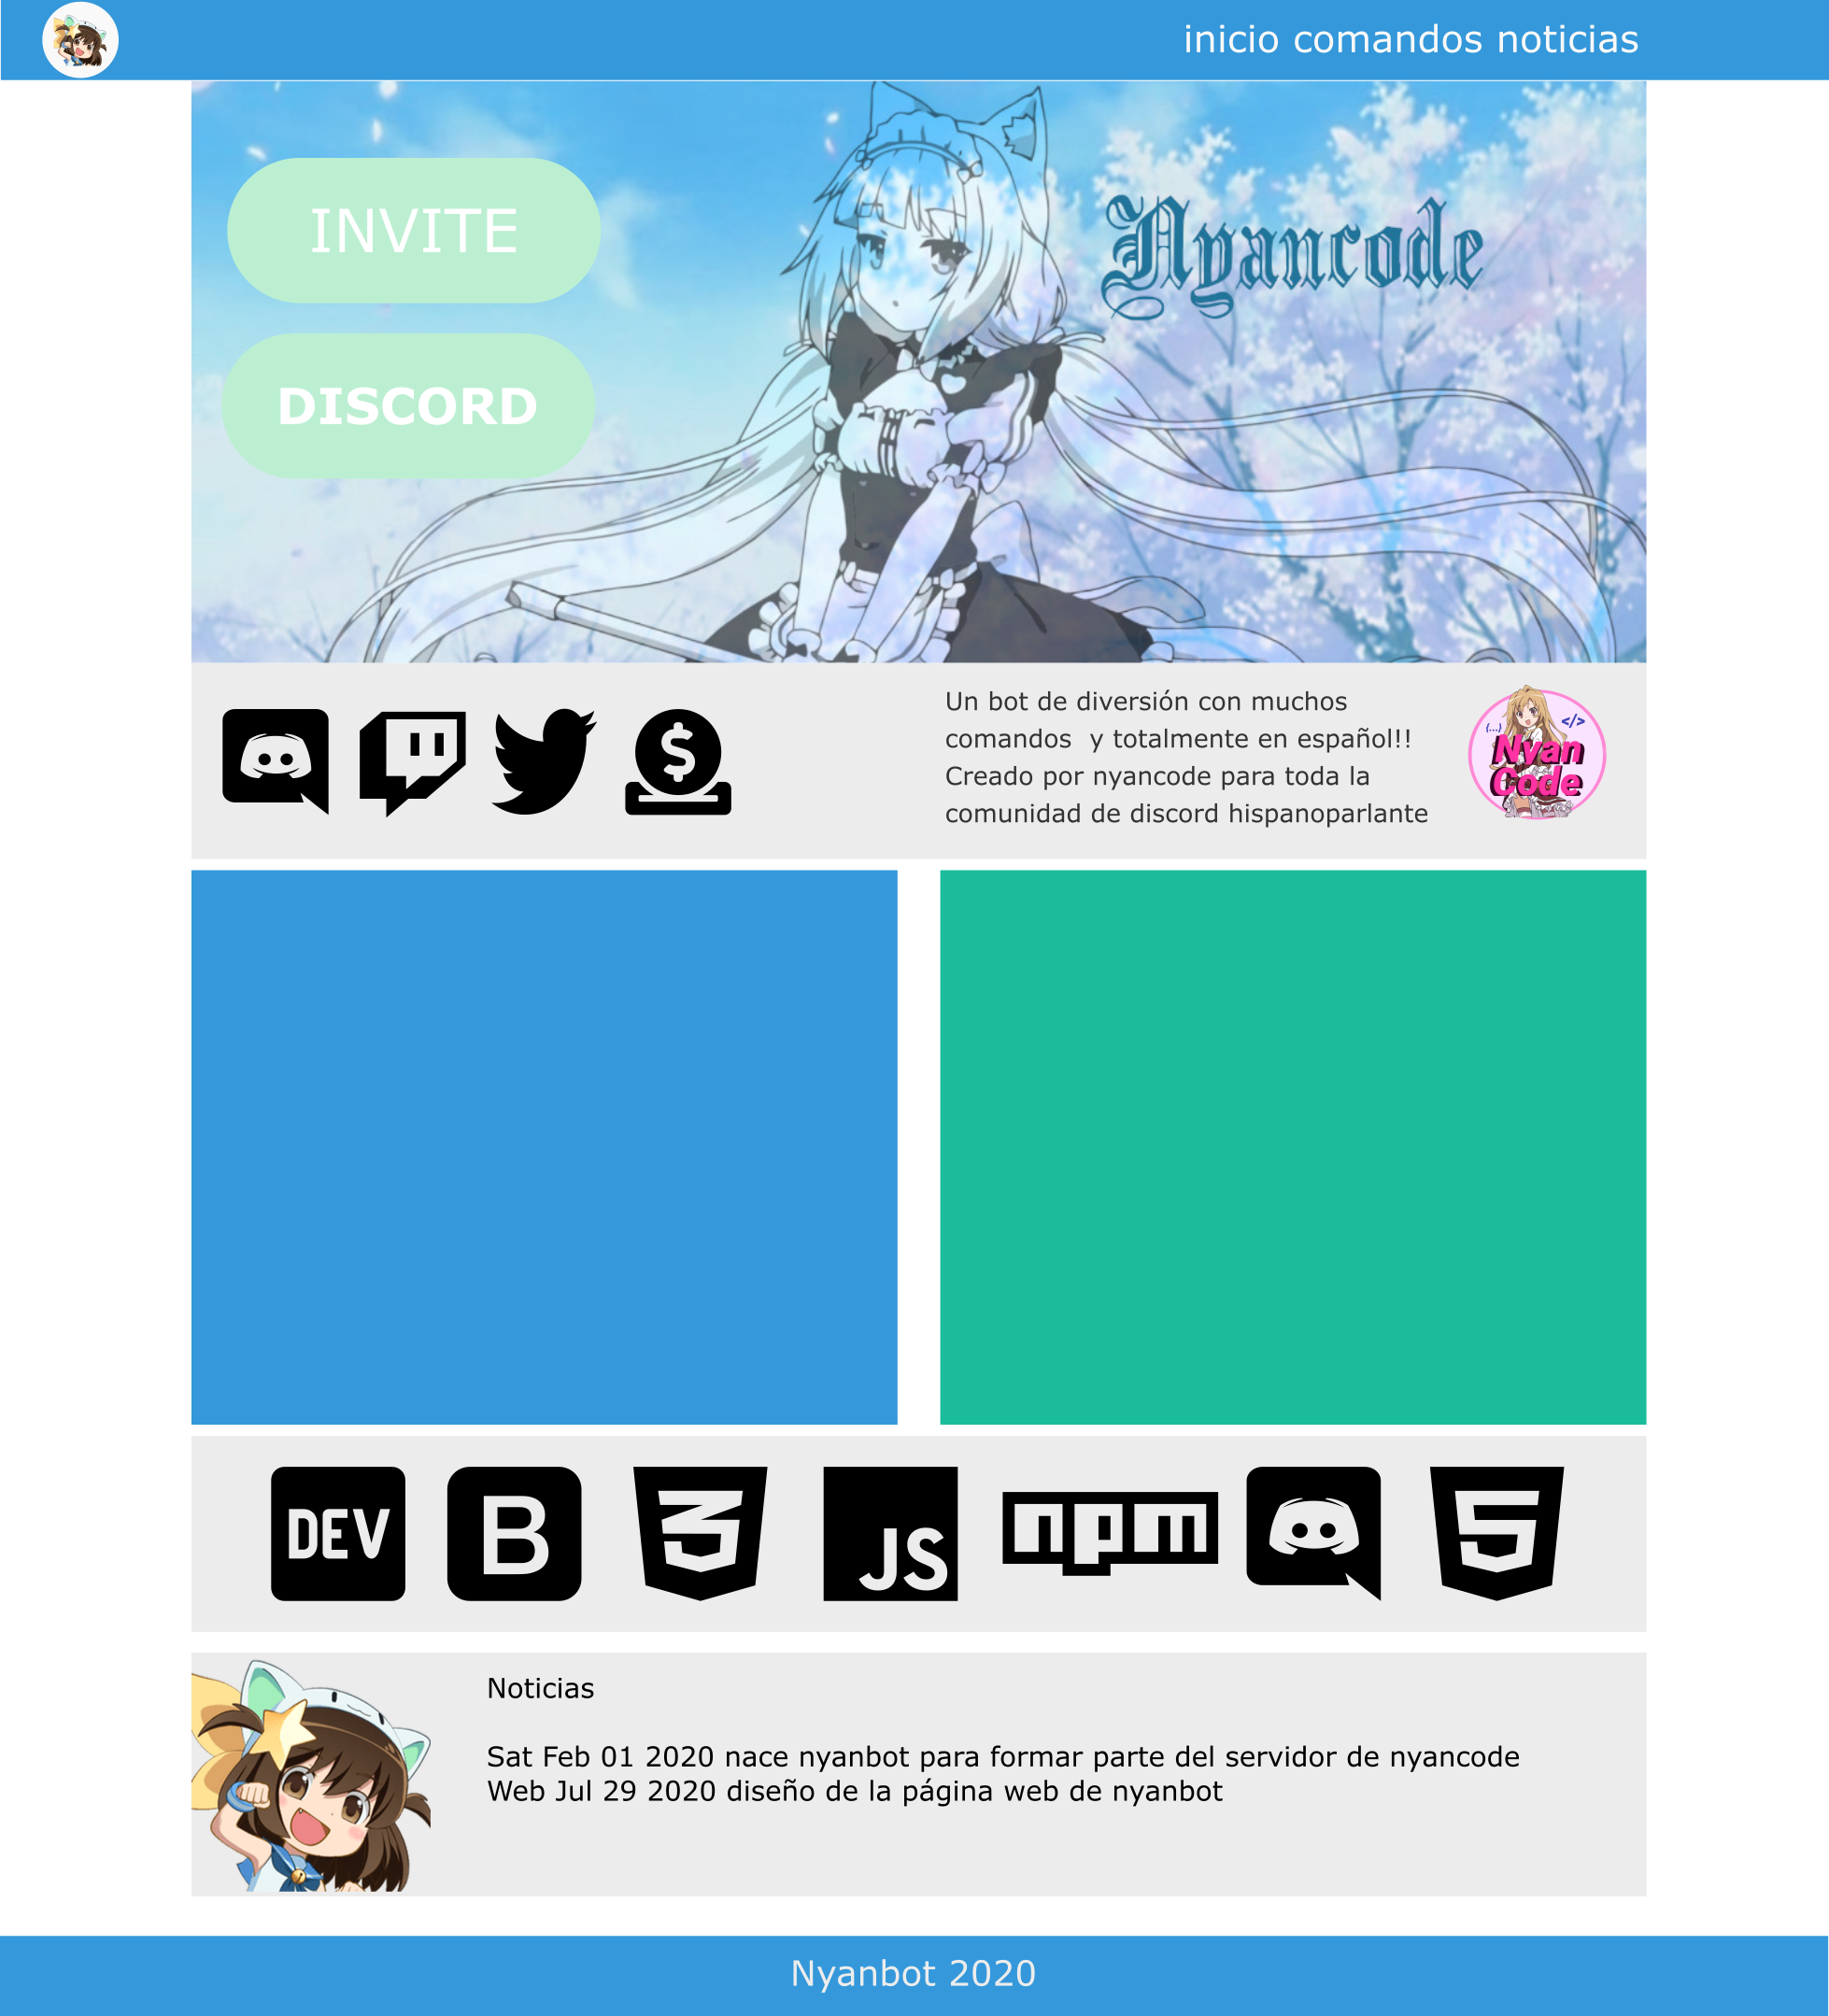 inicio comandos noticias
INVITE
Nyancode
DISCORD
Un bot de diversión con muchos
comandos  y totalmente en español!!
Creado por nyancode para toda la
comunidad de discord hispanoparlante
(...)
</>
Nyan
Code
DEV
B
3
JS
npm
5
Noticias
Sat Feb 01 2020 nace nyanbot para formar parte del servidor de nyancode
Web Jul 29 2020 diseño de la página web de nyanbot
Nyanbot 2020